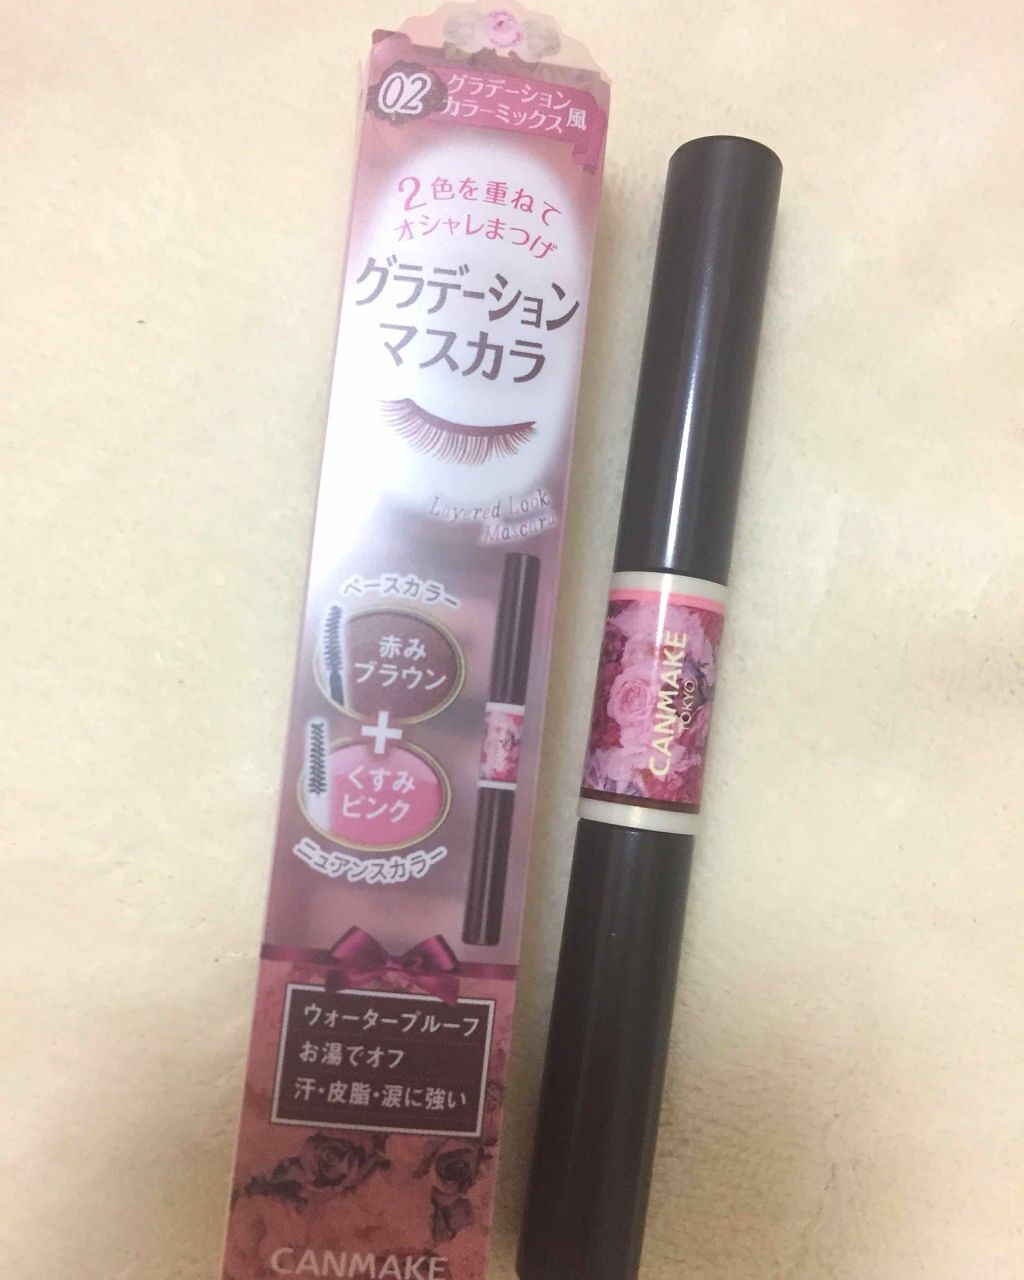 02
グラデーション風
カラーミックス
2色を重ねて
オシャレまつげ
グラデーション
マスカラ
Layered Look
Mascara
ベースカラー
赤み
ブラウン
+
くすみ
ピンク
ニュアンスカラー
ウォータープルーフ
お湯でオフ
汗・皮脂・涙に強い
CANMAKE
CANMAKE
TOKYO